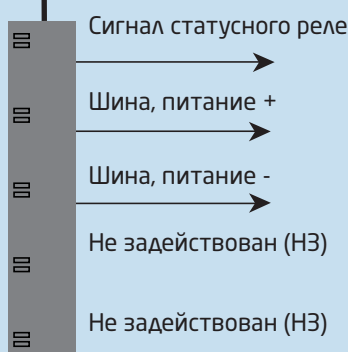 Сигнал статусного реле
Шина, питание +
Шина, питание -
Не задействован (НЗ)
Не задействован (НЗ)